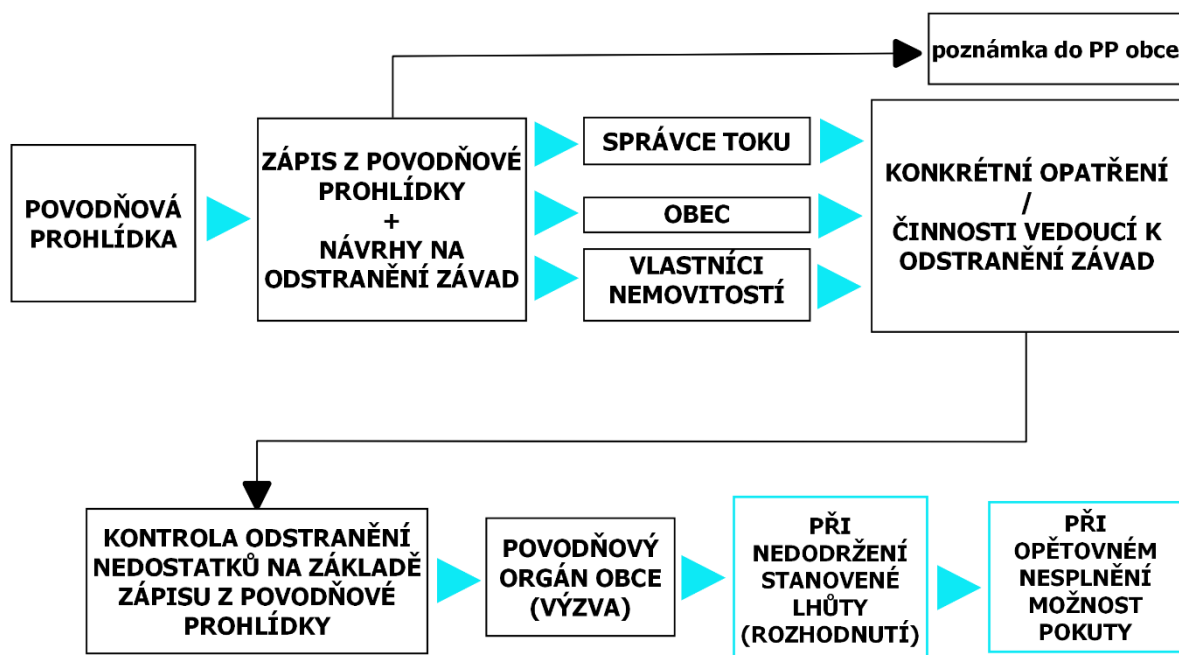 poznámka do PP obce
POVODŇOVÁ
PROHLÍDKA
ZÁPIS Z POVODŇOVÉ
PROHLÍDKY
+
NÁVRHY NA
ODSTRANĚNÍ ZÁVAD
SPRÁVCE TOKU
OBEC
VLASTNÍCI
NEMOVITOSTÍ
KONKRÉTNÍ OPATŘENÍ
/
ČINNOSTI VEDOUCÍ K
ODSTRANĚNÍ ZÁVAD
KONTROLA ODSTRANĚNÍ
NEDOSTATKŮ NA ZÁKLADĚ
ZÁPISU Z POVODŇOVÉ
PROHLÍDKY
POVODŇOVÝ
ORGÁN OBCE
(VÝZVA)
PŘI
NEDODRŽENÍ
STANOVENÉ
LHŮTY
(ROZHODNUTÍ)
PŘI
OPĚTOVNÉM
NESPLNĚNÍ
MOŽNOST
POKUTY